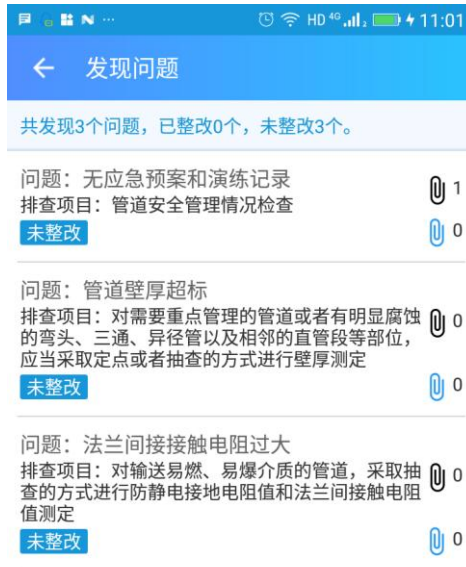 HD 4G 2 11:01
发现问题
共发现3个问题，已整改0个，未整改3个。
问题：无应急预案和演练记录
1
排查项目：管道安全管理情况检查
未整改
0
问题：管道壁厚超标
排查项目：对需要重点管理的管道或者有明显腐蚀
0
的弯头、三通、异径管以及相邻的直管段等部位，
应当采取定点或者抽查的方式进行壁厚测定
未整改
0
问题：法兰间接接触电阻过大
排查项目：对输送易燃、易爆介质的管道，采取抽
0
查的方式进行防静电接地电阻值和法兰间接触电阻
值测定
未整改
0